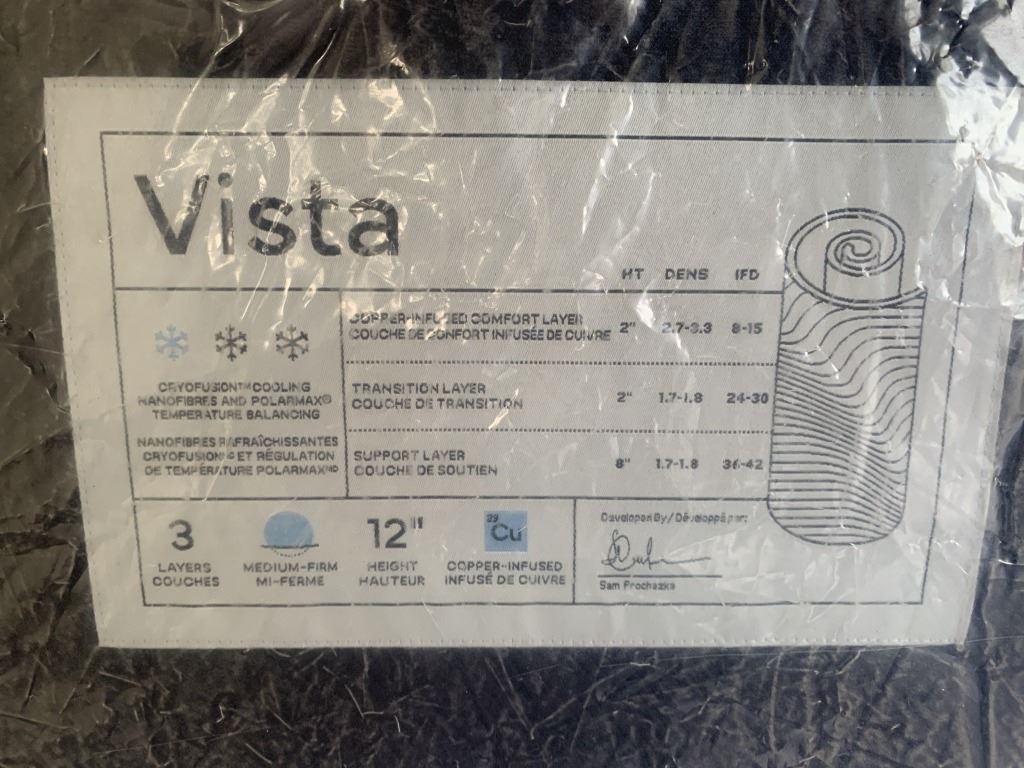 Vista
HT DENS IFD
COPPER-INFUSED COMFORT LAYER
COUCHE DE CONFORT INFUSÉE DE CUIVRE
2" 2.7-3.3 8-15
TRANSITION LAYER
COUCHE DE TRANSITION
2" 1.7-1.8 24-30
SUPPORT LAYER
COUCHE DE SOUTIEN
8" 1.7-1.8 36-42
CRYOFUSION™ COOLING
NANOFIBRES AND POLARMAX®
TEMPERATURE BALANCING
NANOFIBRES RAFRAÎCHISSANTES
CRYOFUSIONᴹᴰ ET RÉGULATION
DE TEMPÉRATURE POLARMAXᴹᴰ
3
LAYERS
COUCHES
MEDIUM-FIRM
MI-FERME
12"
HEIGHT
HAUTEUR
29
Cu
COPPER-INFUSED
INFUSÉ DE CUIVRE
Developed By / Développé par:
Sam Prochazka